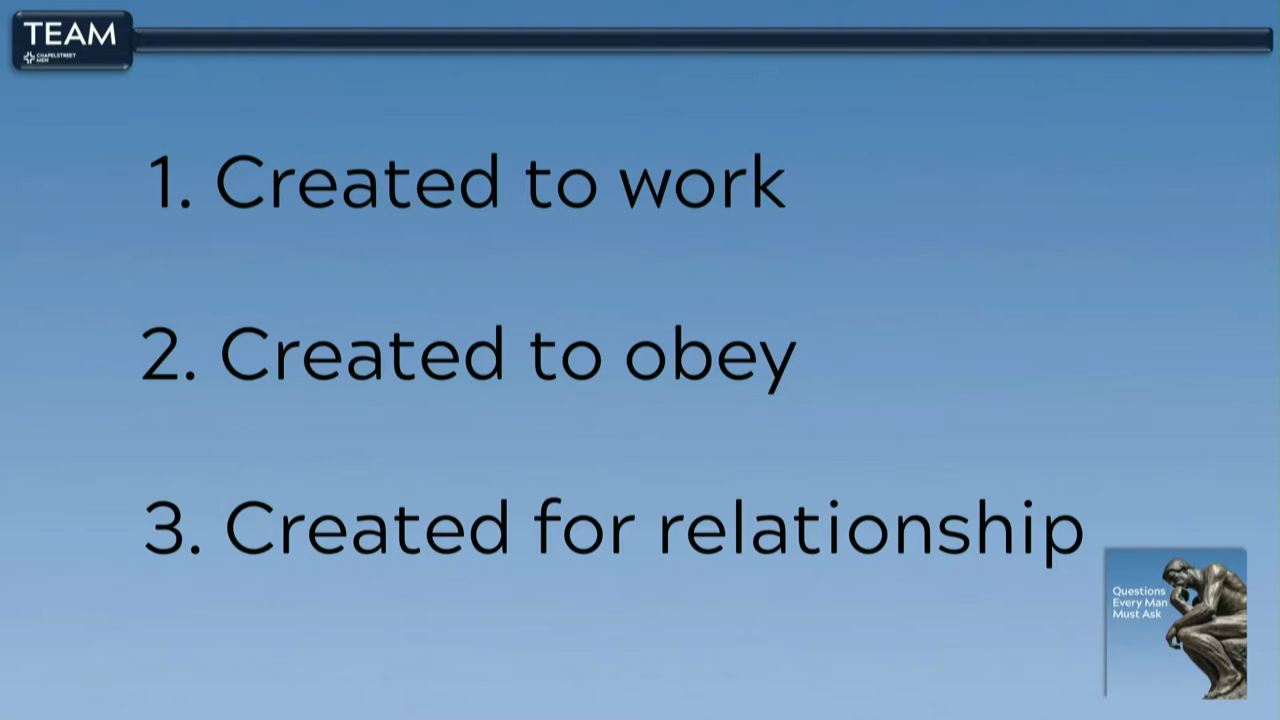 TEAM
CHAPELSTREET
MEN
1. Created to work
2. Created to obey
3. Created for relationship
Questions
Every Man
Must Ask